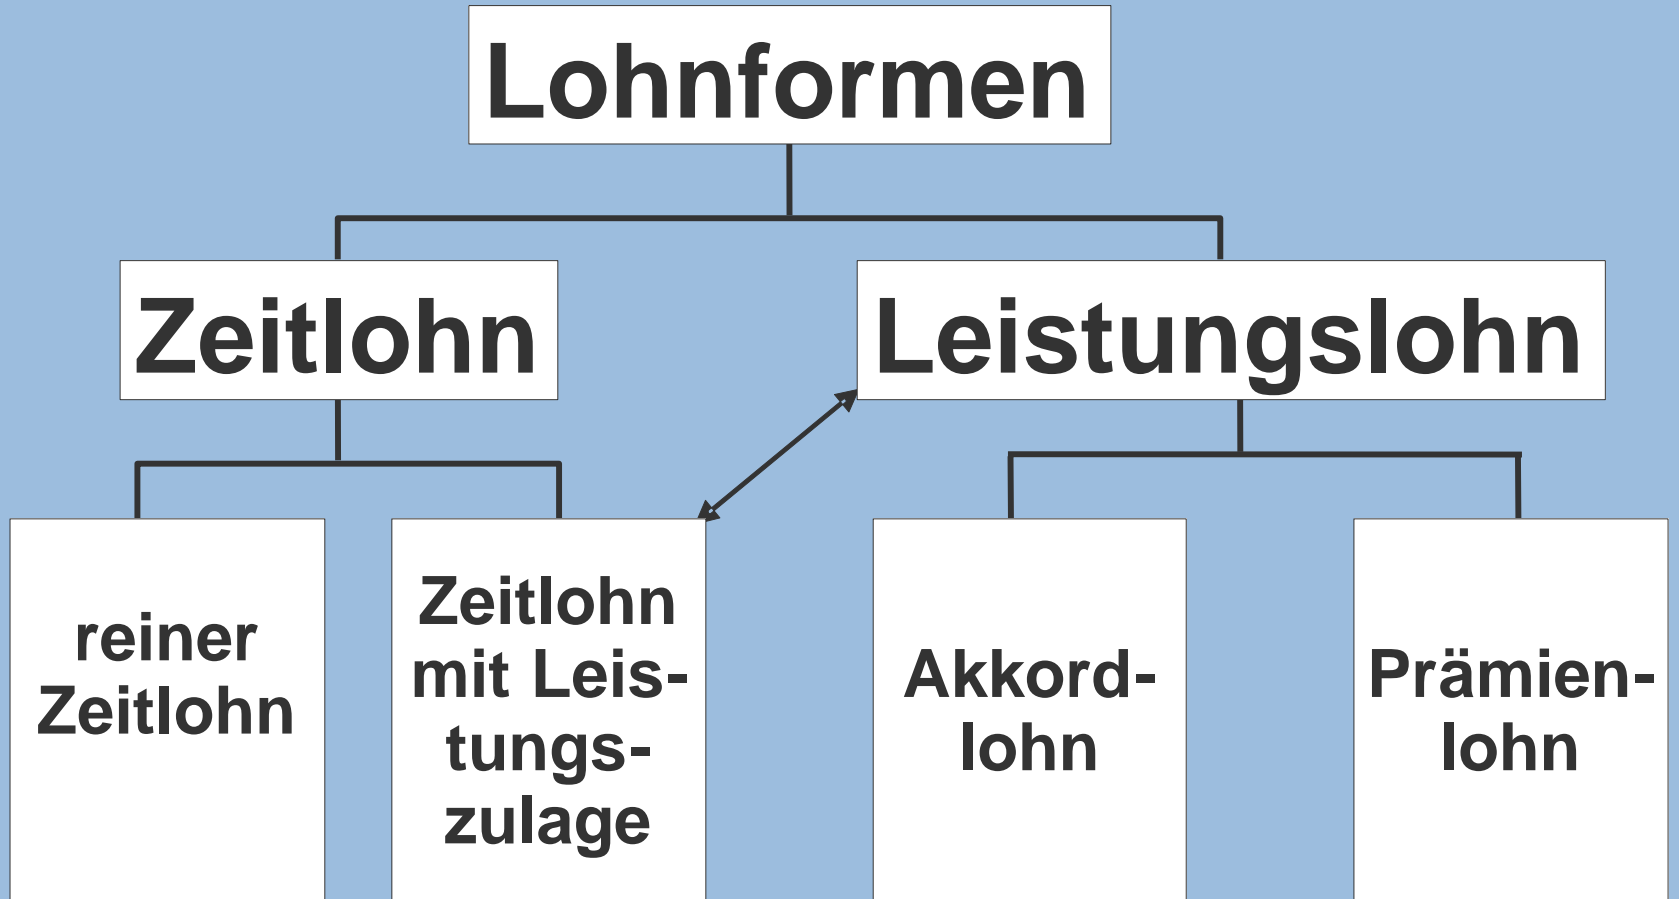 Lohnformen
Zeitlohn
Leistungslohn
reiner
Zeitlohn
Zeitlohn
mit Leis-
tungs-
zulage
Akkord-
lohn
Prämien-
lohn